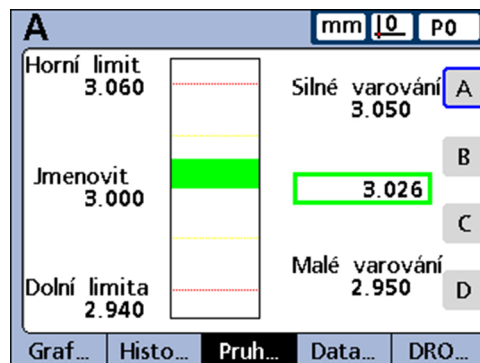 A
mm 0 P0
Horní limit
3.060
Silné varování
3.050
A
B
Jmenovit
3.000
3.026
C
Malé varování
2.950
D
Dolní limita
2.940
Graf... Histo... Pruh... Data... DRO...